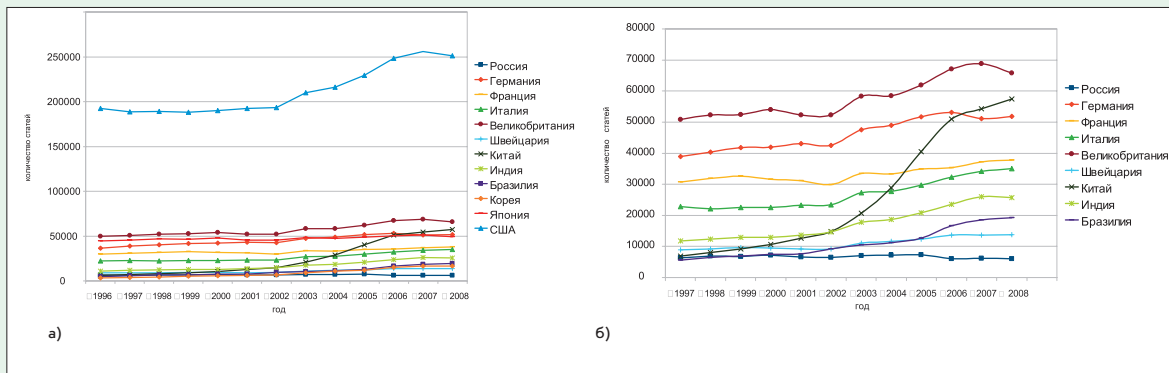 количество статей
250000
200000
150000
100000
50000
0
□1996 □1997 □1998 □1999 □2000 □2001 □2002 □2003 □2004 □2005 □2006 □2007 □ 2008
год
Россия
Германия
Франция
Италия
Великобритания
Швейцария
Китай
Индия
Бразилия
Корея
Япония
США
а)
количество статей
80000
70000
60000
50000
40000
30000
20000
10000
0
□1997 □1998 □1999 □2000 □2001 □2002 □2003 □2004 □2005 □2006 □2007 □ 2008
год
Россия
Германия
Франция
Италия
Великобритания
Швейцария
Китай
Индия
Бразилия
б)